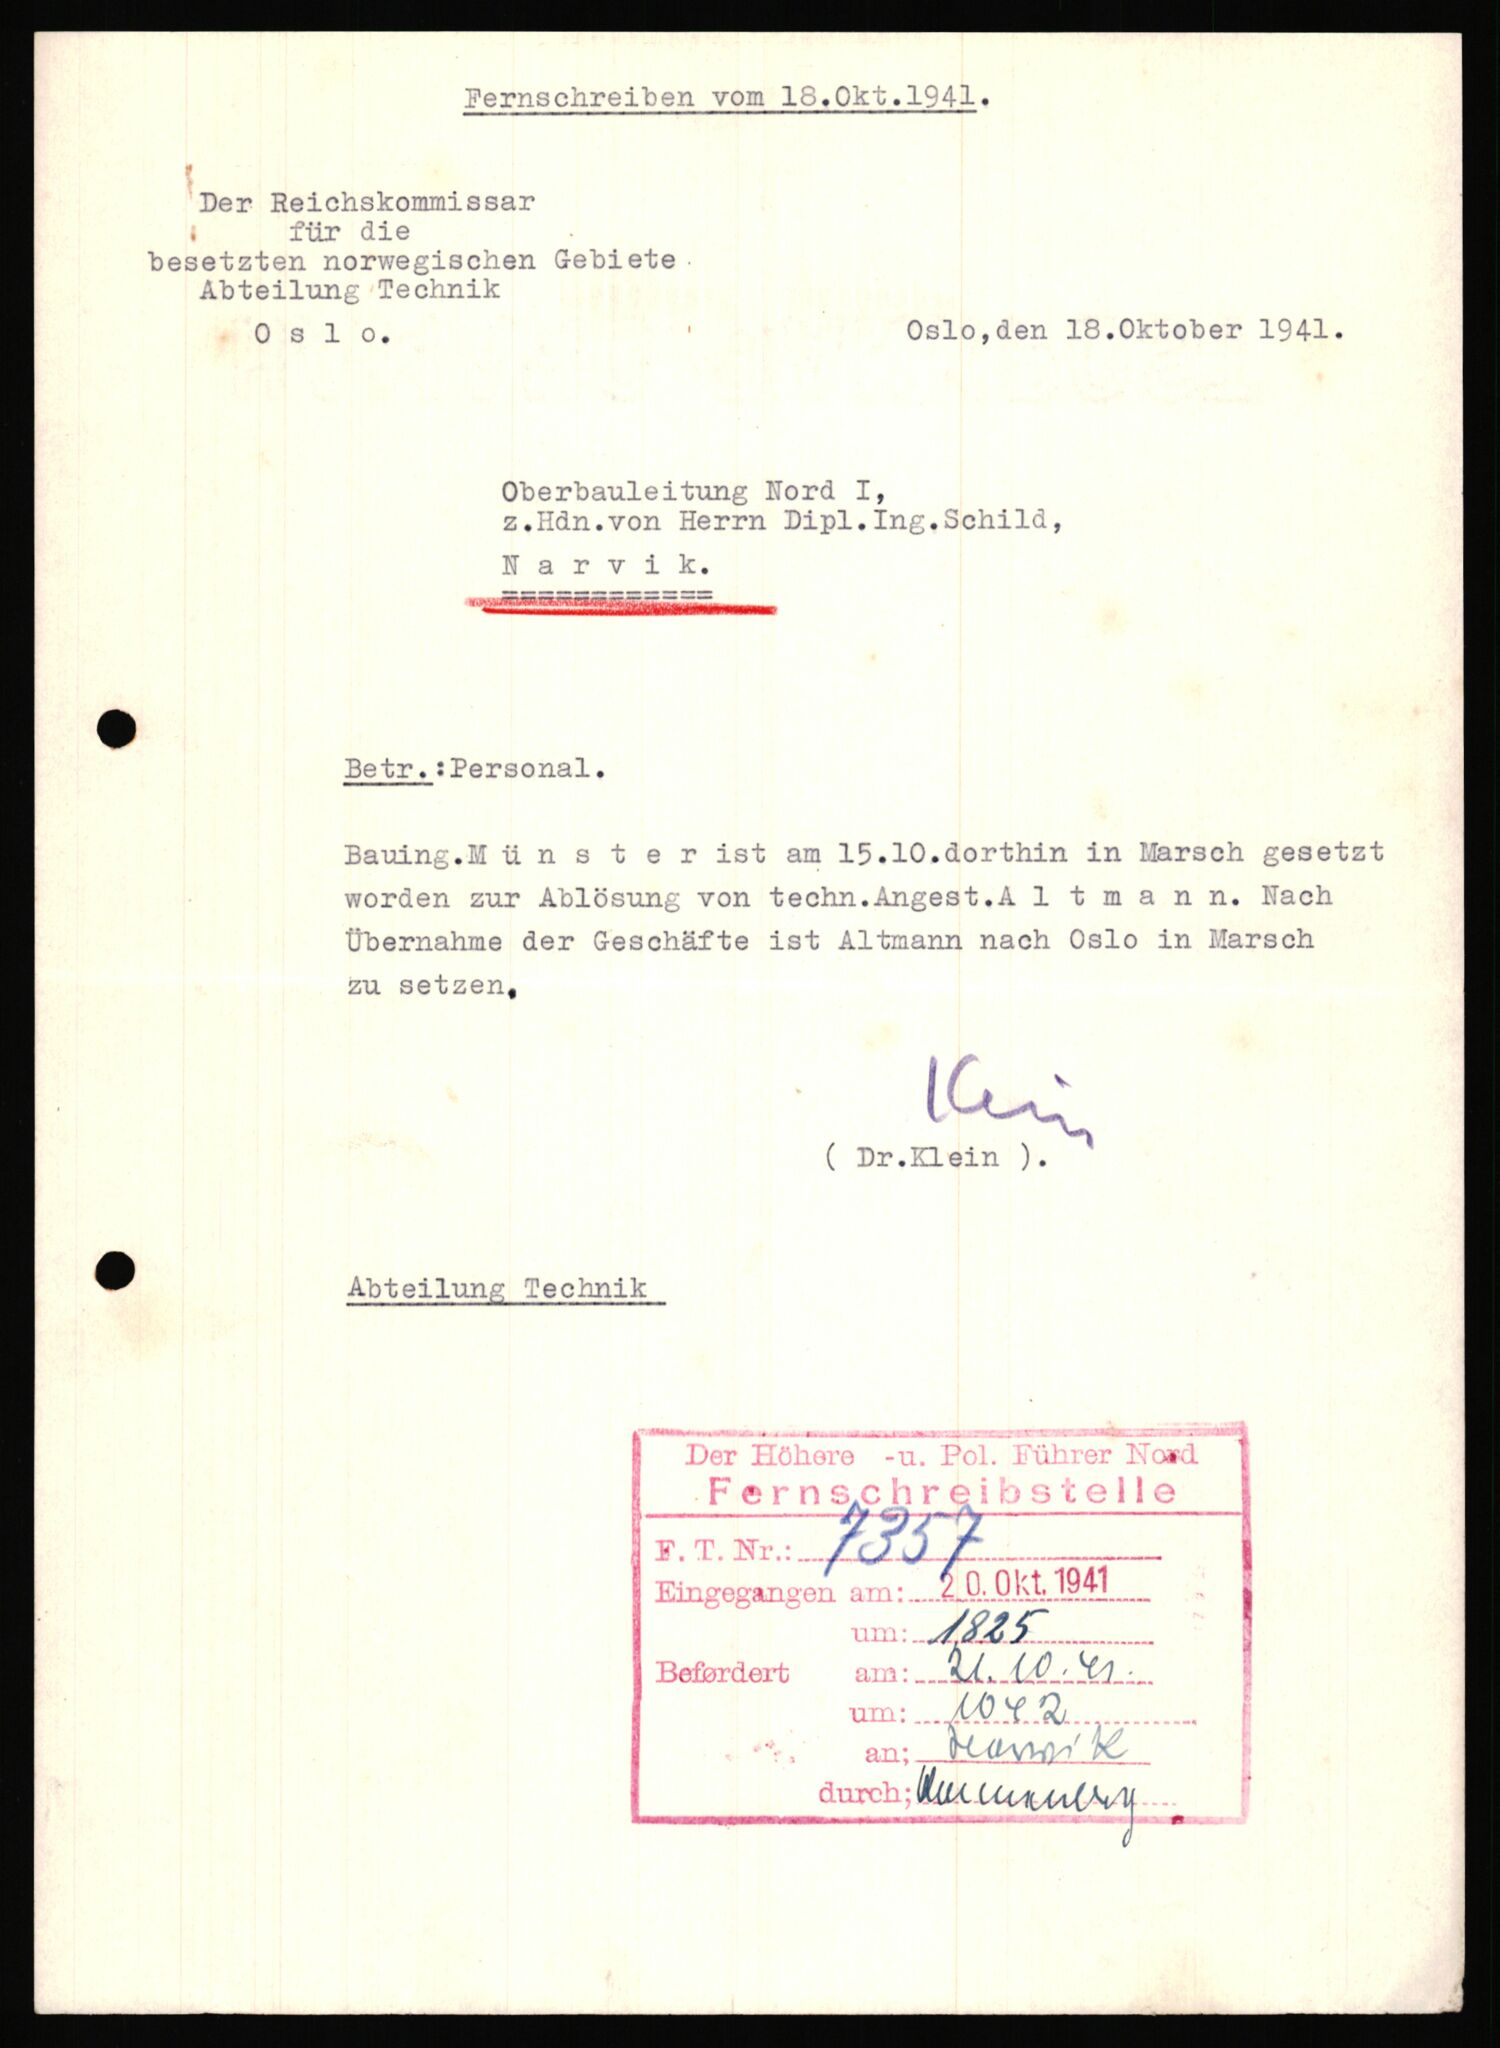 Fernschreiben vom 18.Okt.1941.
Der Reichskommissar
für die
besetzten norwegischen Gebiete
Abteilung Technik
O s l o.
Oslo,den 18.Oktober 1941.
Oberbauleitung Nord I,
z.Hdn.von Herrn Dipl.Ing.Schild,
N a r v i k.
============
Betr.:Personal.
Bauing.M ü n s t e r ist am 15.10.dorthin in Marsch gesetzt
worden zur Ablösung von techn.Angest.A l t m a n n. Nach
Übernahme der Geschäfte ist Altmann nach Oslo in Marsch
zu setzen.
Klein
( Dr.Klein ).
Abteilung Technik
Der Höhere -u. Pol. Führer Nord
Fernschreibstelle
F. T. Nr.: 7357
Eingegangen am: 20. Okt. 1941
um: 1825
Befördert am: 21.10.41.
um: 1042
an; Narvik
durch;